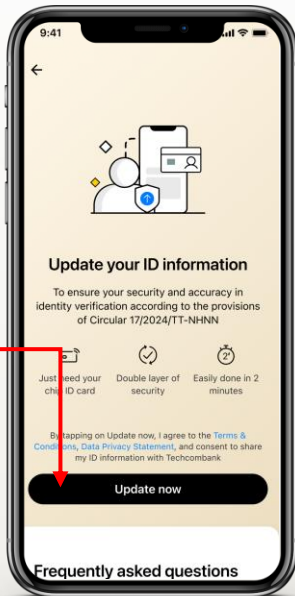 9:41
Update your ID information
To ensure your security and accuracy in
identity verification according to the provisions
of Circular 17/2024/TT-NHNN
2'
Just need your Double layer of Easily done in 2
chip ID card security minutes
By tapping on Update now, I agree to the Terms &
Conditions, Data Privacy Statement, and consent to share
my ID information with Techcombank
Update now
Frequently asked questions